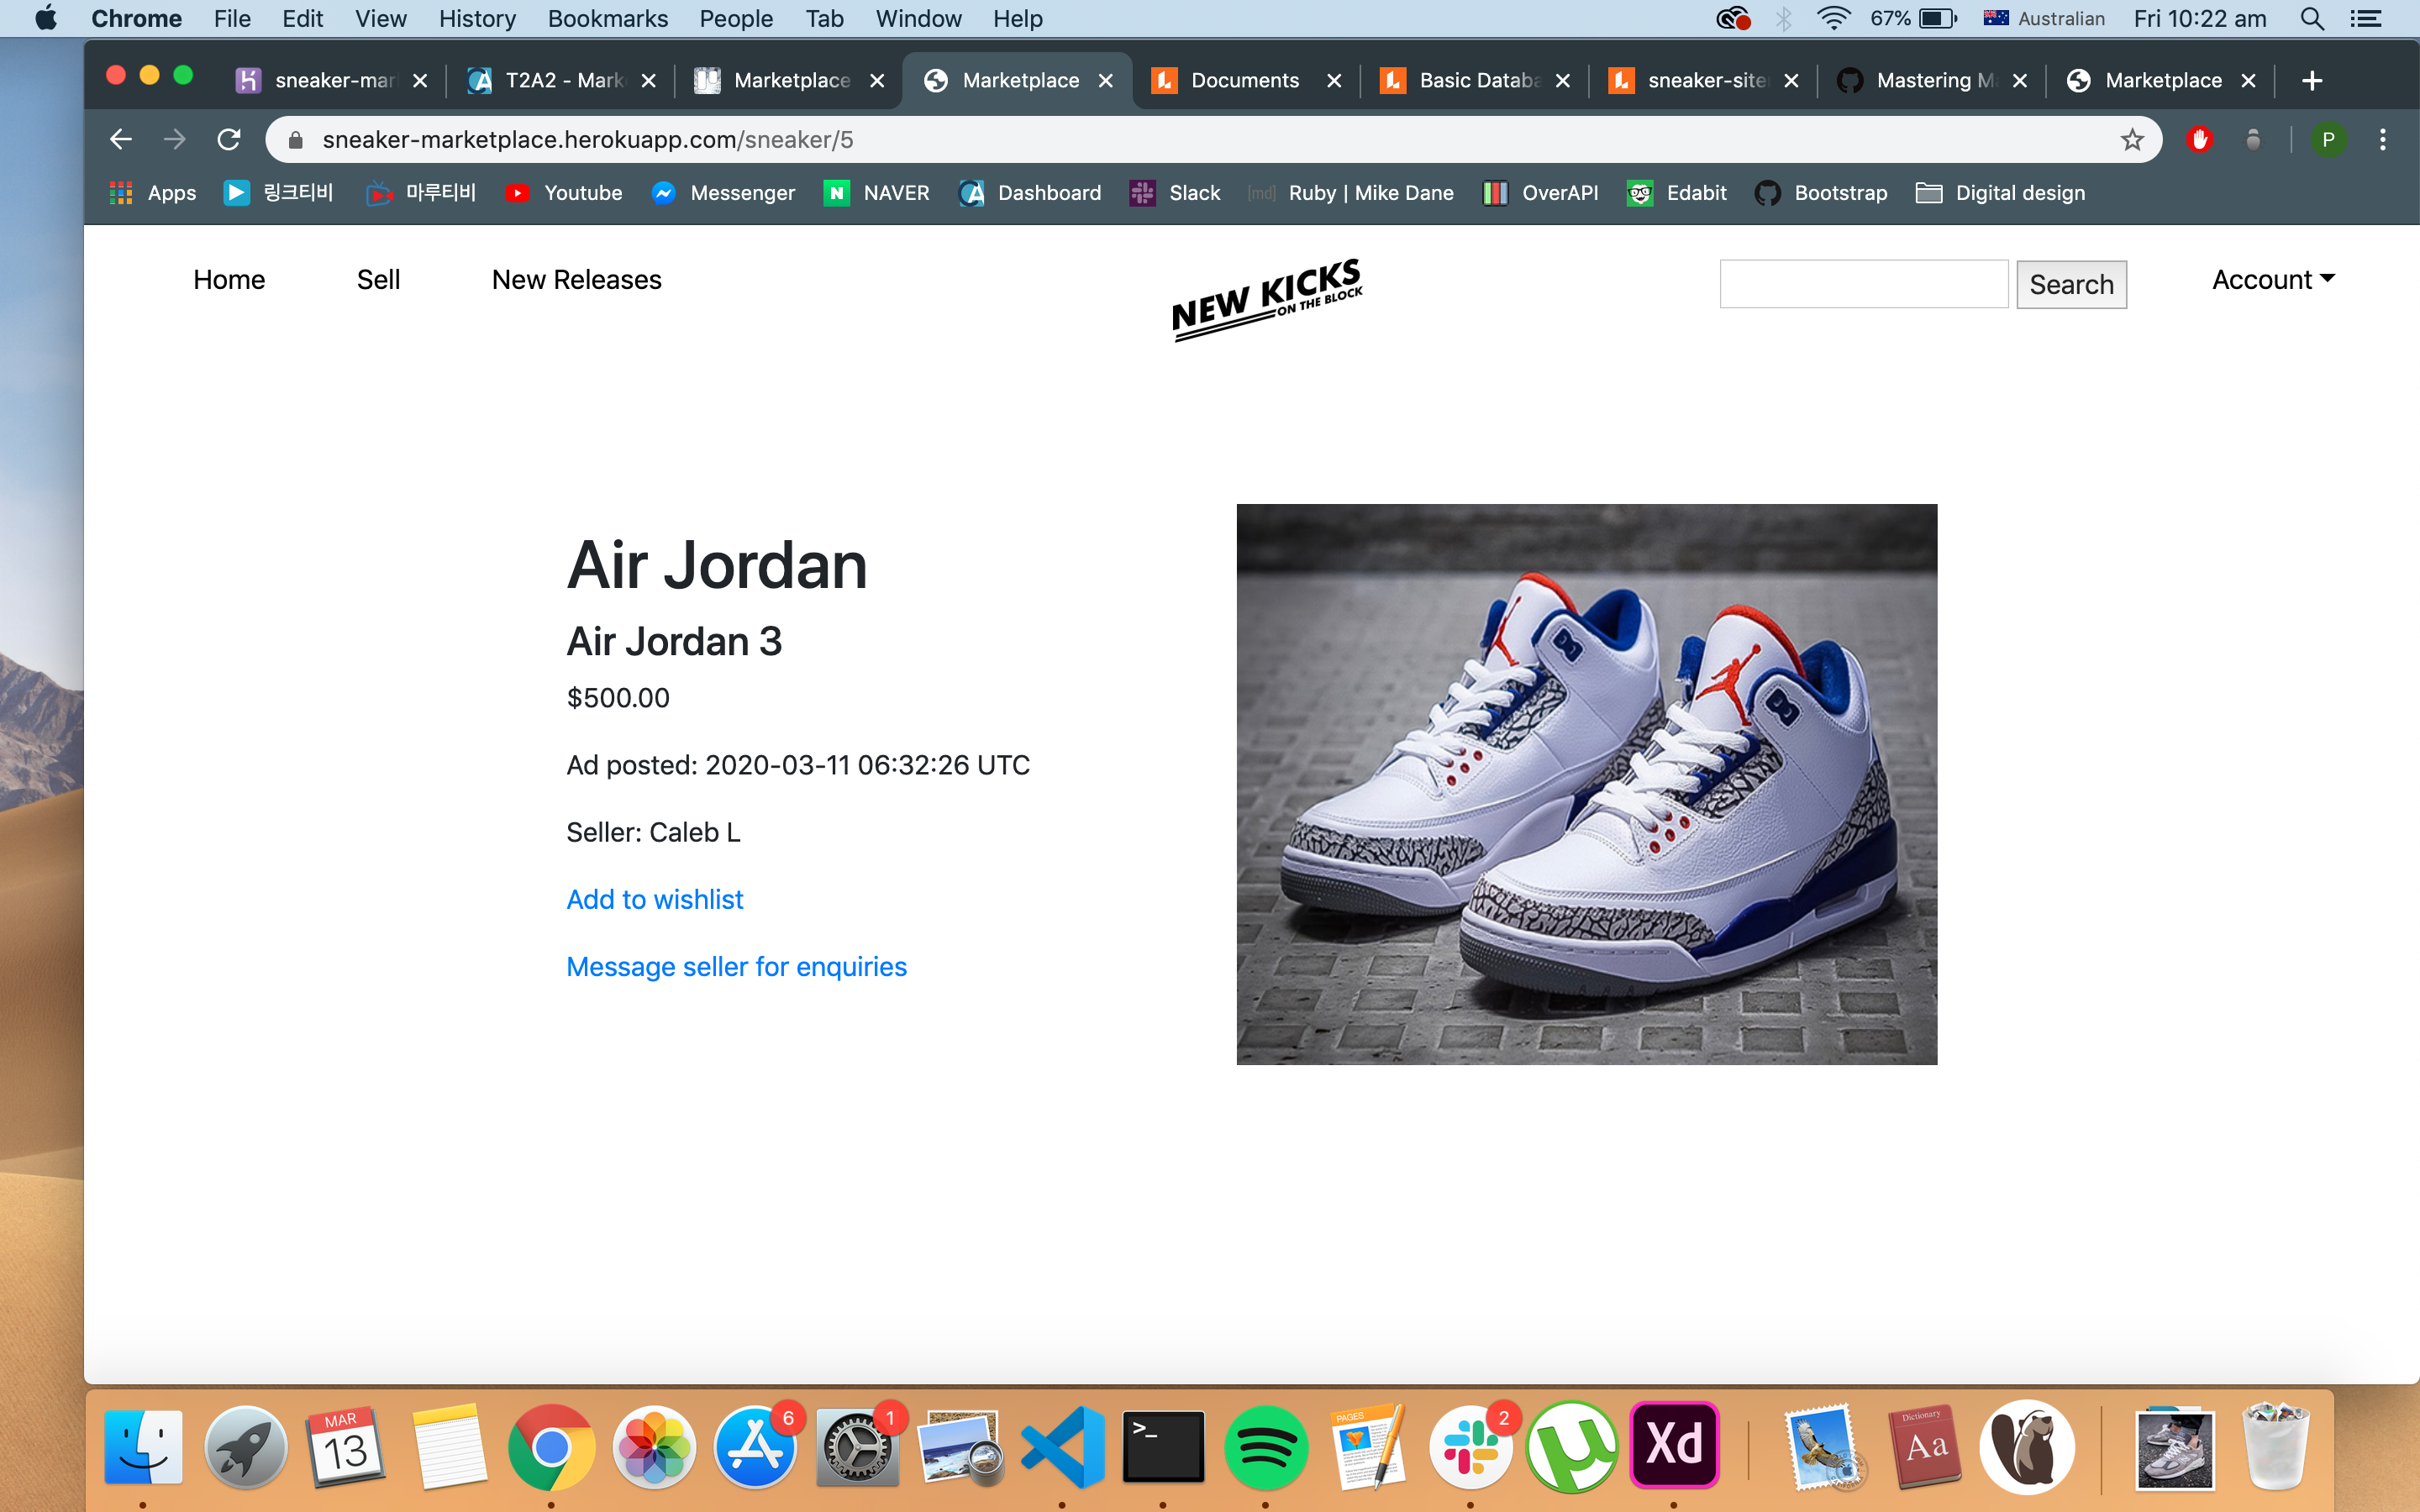 Chrome File Edit View History Bookmarks People Tab Window Help 67% Australian Fri 10:22 am
sneaker-mar T2A2 - Mark Marketplace Marketplace Documents Basic Databa sneaker-site Mastering Ma Marketplace
sneaker-marketplace.herokuapp.com/sneaker/5 P
Apps 링크티비 마루티비 Youtube Messenger NAVER Dashboard Slack [md] Ruby | Mike Dane OverAPI Edabit Bootstrap Digital design
Home Sell New Releases NEW KICKS Search Account
ON THE BLOCK
Air Jordan
Air Jordan 3
$500.00
Ad posted: 2020-03-11 06:32:26 UTC
Seller: Caleb L
Add to wishlist
Message seller for enquiries
MAR 13 6 >_ 1 PAGES 2 Xd Dictionary Aa